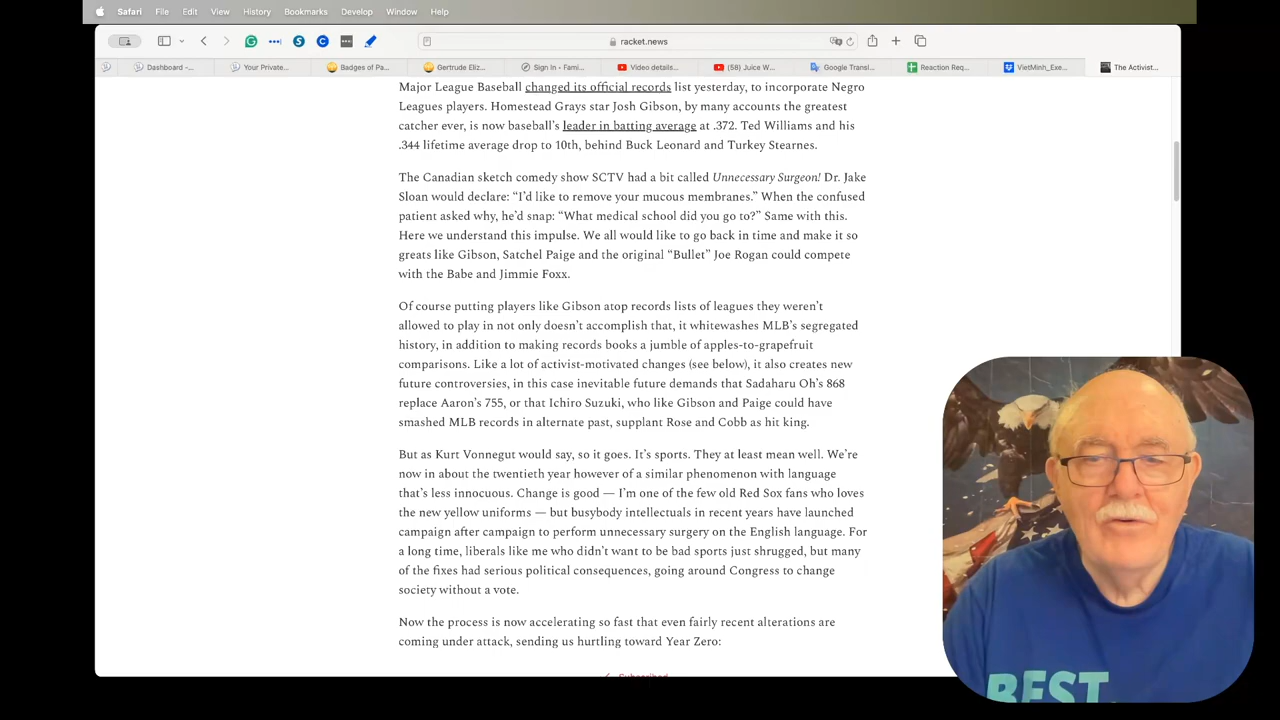 Safari File Edit View History Bookmarks Develop Window Help
racket.news
Dashboard -... Your Private... Badges of Pa... Gertrude Eliz... Sign In - Fami... Video details... (58) Juice W... Google Transl... Reaction Req... VietMinh_Exe... The Activist...
Major League Baseball changed its official records list yesterday, to incorporate Negro
Leagues players. Homestead Grays star Josh Gibson, by many accounts the greatest
catcher ever, is now baseball’s leader in batting average at .372. Ted Williams and his
.344 lifetime average drop to 10th, behind Buck Leonard and Turkey Stearnes.
The Canadian sketch comedy show SCTV had a bit called Unnecessary Surgeon! Dr. Jake
Sloan would declare: “I’d like to remove your mucous membranes.” When the confused
patient asked why, he’d snap: “What medical school did you go to?” Same with this.
Here we understand this impulse. We all would like to go back in time and make it so
greats like Gibson, Satchel Paige and the original “Bullet” Joe Rogan could compete
with the Babe and Jimmie Foxx.
Of course putting players like Gibson atop records lists of leagues they weren’t
allowed to play in not only doesn’t accomplish that, it whitewashes MLB’s segregated
history, in addition to making records books a jumble of apples-to-grapefruit
comparisons. Like a lot of activist-motivated changes (see below), it also creates new
future controversies, in this case inevitable future demands that Sadaharu Oh’s 868
replace Aaron’s 755, or that Ichiro Suzuki, who like Gibson and Paige could have
smashed MLB records in alternate past, supplant Rose and Cobb as hit king.
But as Kurt Vonnegut would say, so it goes. It’s sports. They at least mean well. We’re
now in about the twentieth year however of a similar phenomenon with language
that’s less innocuous. Change is good — I’m one of the few old Red Sox fans who loves
the new yellow uniforms — but busybody intellectuals in recent years have launched
campaign after campaign to perform unnecessary surgery on the English language. For
a long time, liberals like me who didn’t want to be bad sports just shrugged, but many
of the fixes had serious political consequences, going around Congress to change
society without a vote.
Now the process is now accelerating so fast that even fairly recent alterations are
coming under attack, sending us hurtling toward Year Zero:
BEST